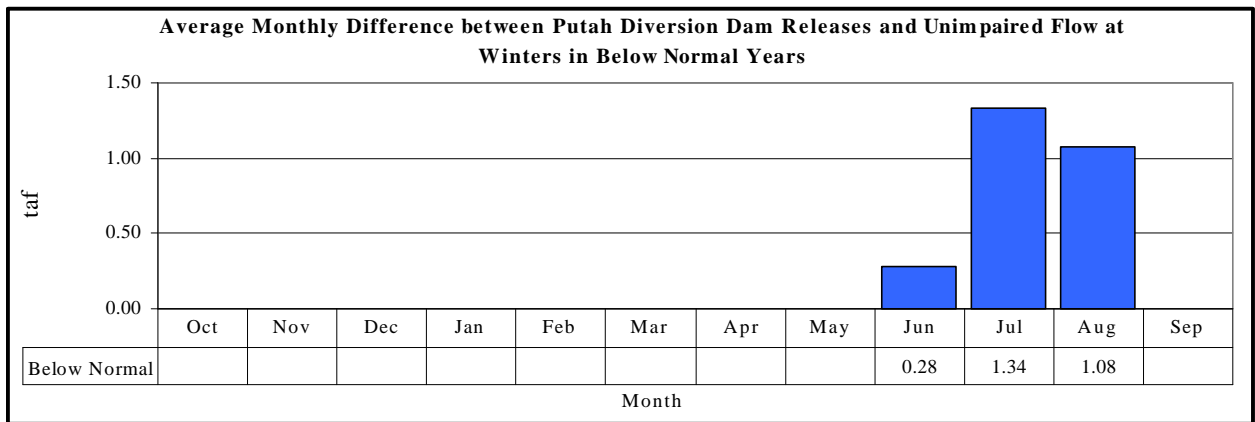 Average Monthly Difference between Putah Diversion Dam Releases and Unimpaired Flow at
Winters in Below Normal Years
1.50
1.00
0.50
0.00
taf
Oct Nov Dec Jan Feb Mar Apr May Jun Jul Aug Sep
Below Normal 0.28 1.34 1.08
Month